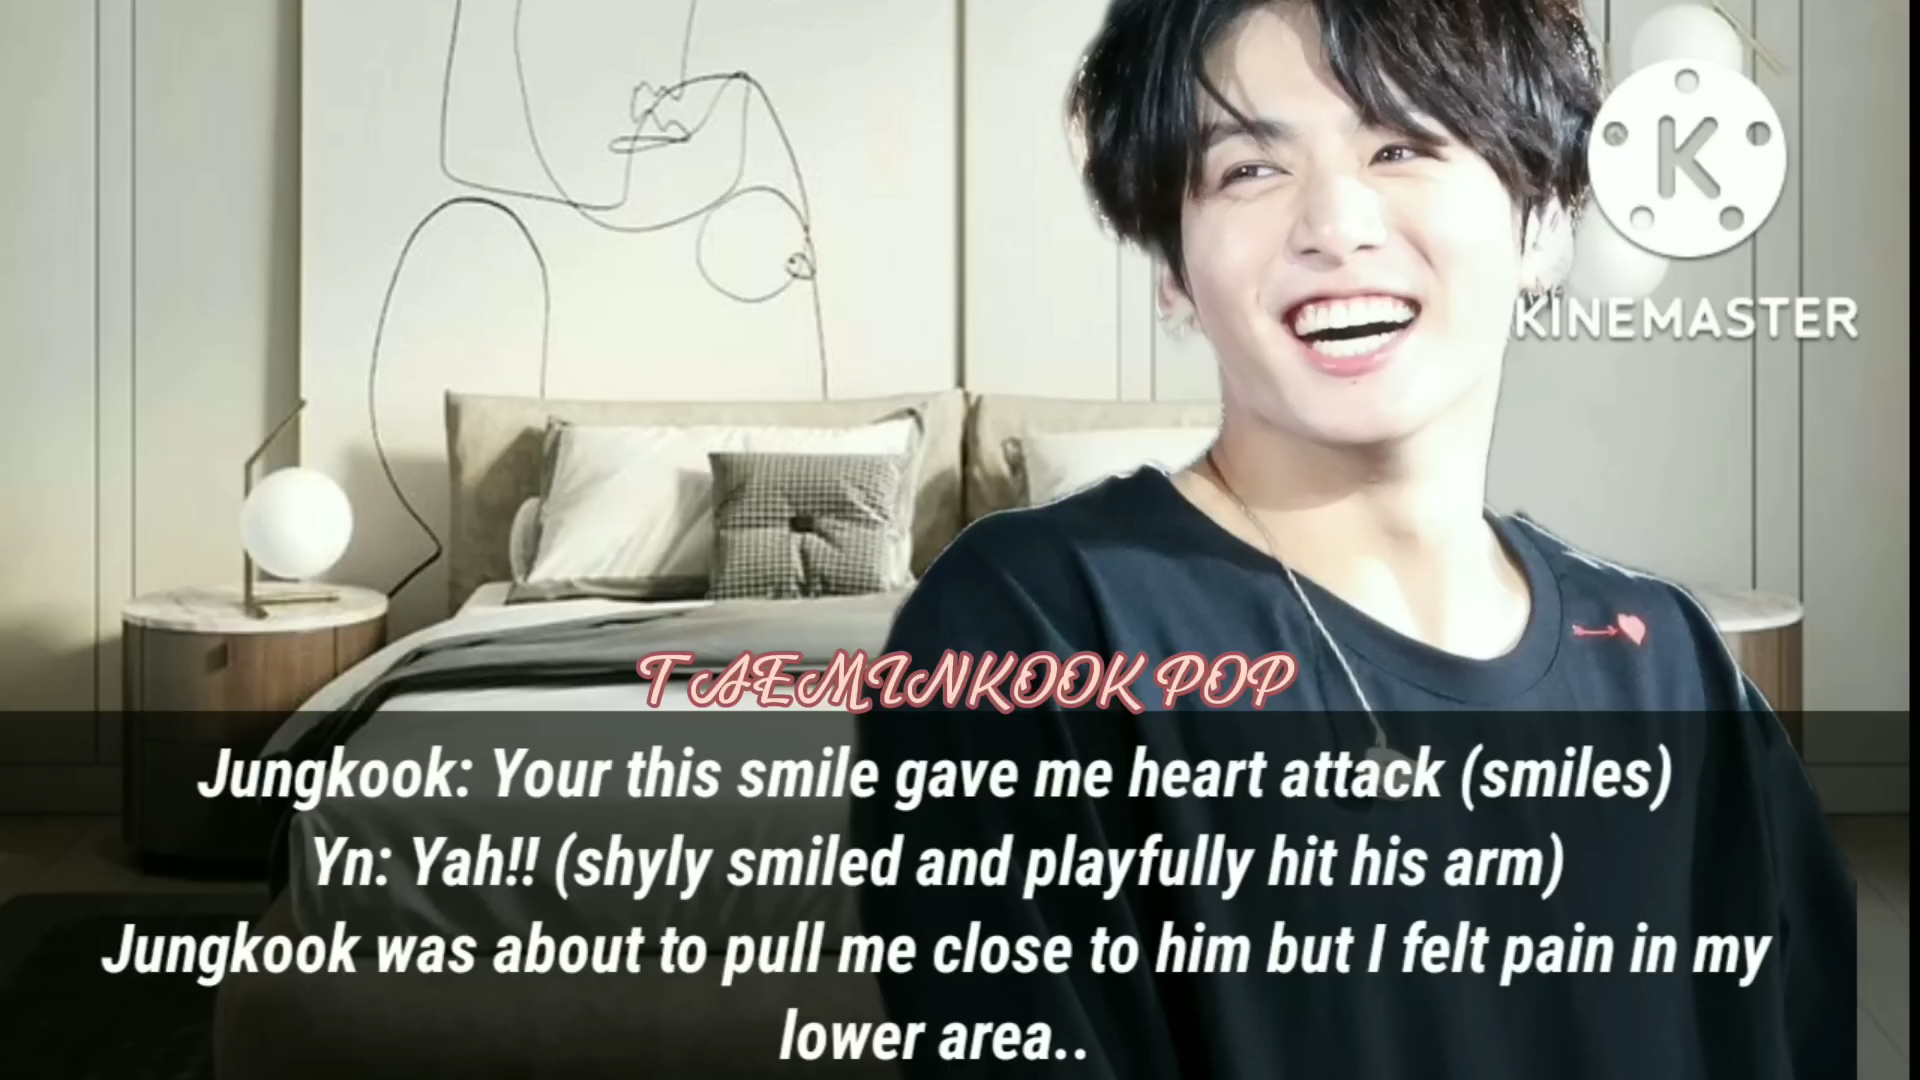 K
KINEMASTER
TAEMINKOOK POP
Jungkook: Your this smile gave me heart attack (smiles)
Yn: Yah!! (shyly smiled and playfully hit his arm)
Jungkook was about to pull me close to him but I felt pain in my
lower area..